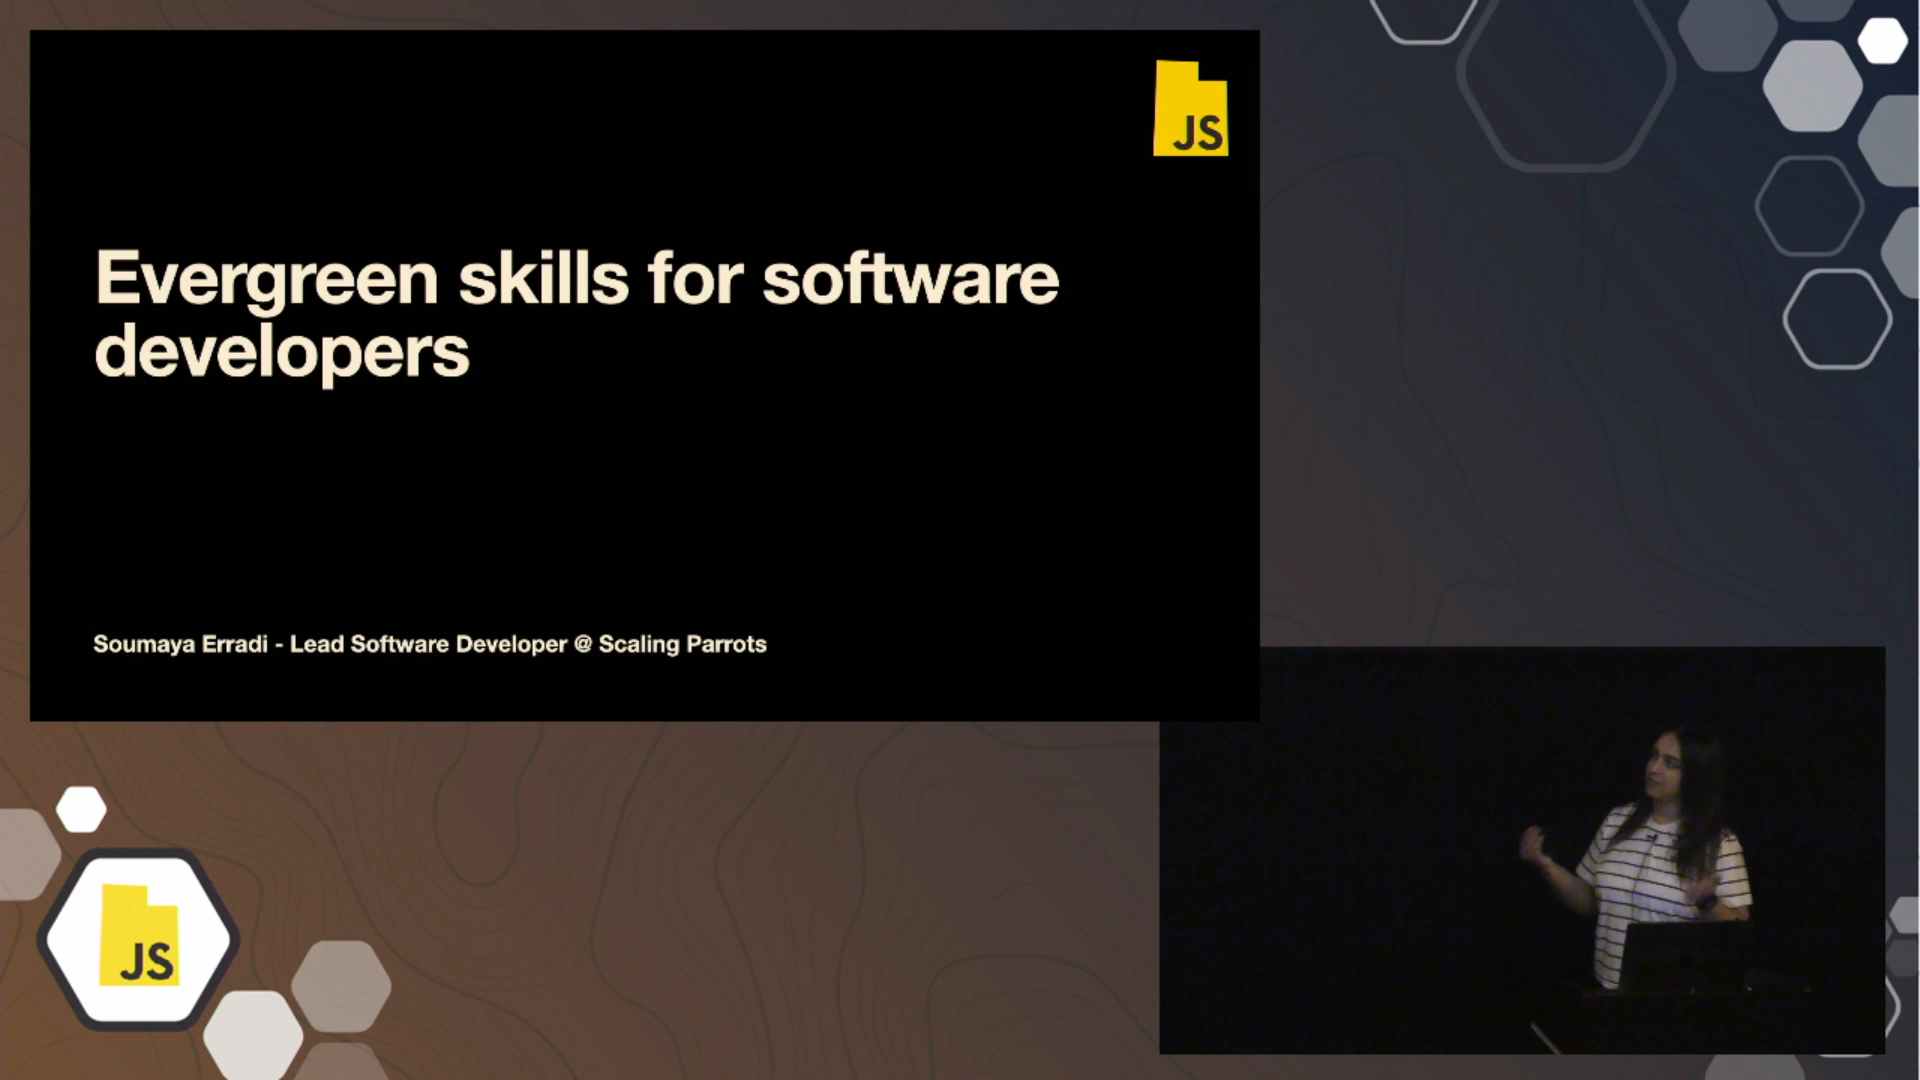 JS
Evergreen skills for software
developers
Soumaya Erradi - Lead Software Developer @ Scaling Parrots
JS